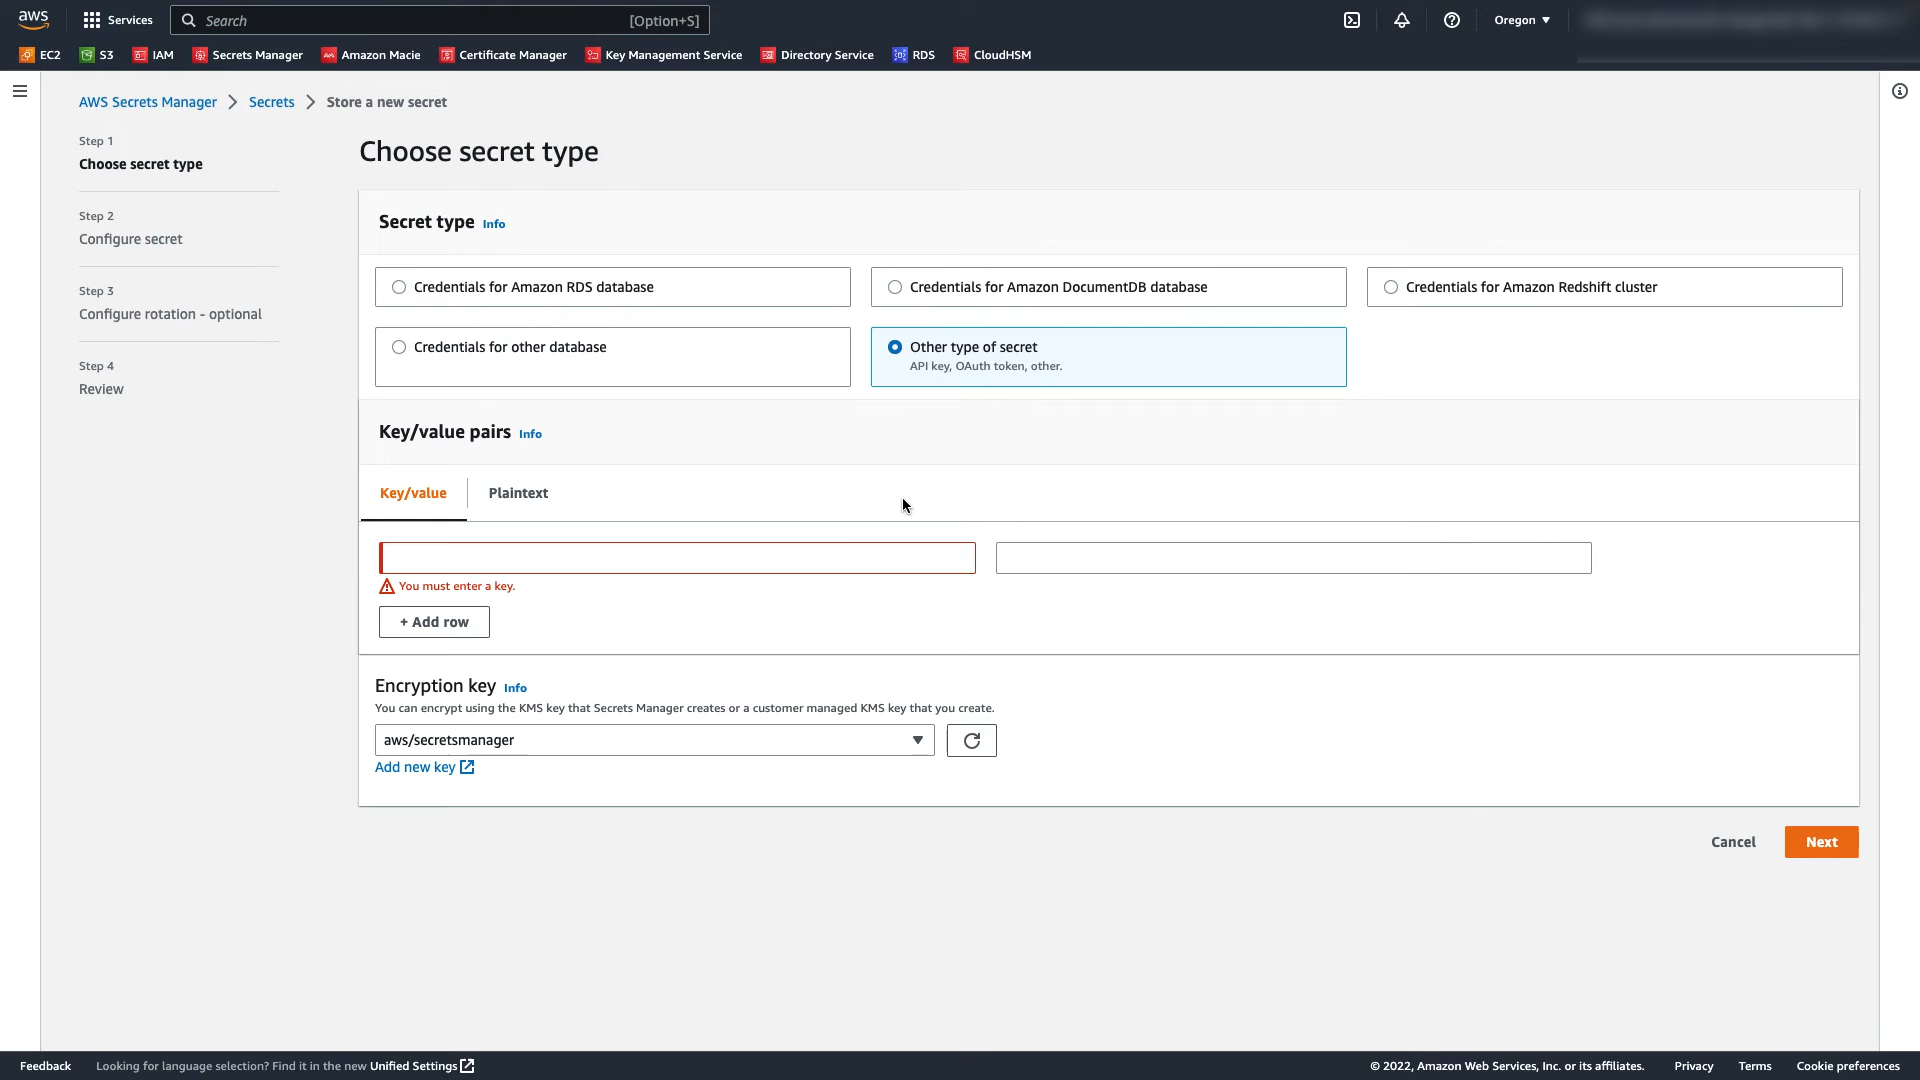 aws
Services
Search
[Option+S]
Oregon
EC2
S3
IAM
Secrets Manager
Amazon Macie
Certificate Manager
Key Management Service
Directory Service
RDS
CloudHSM
AWS Secrets Manager
Secrets
Store a new secret
Step 1
Choose secret type
Step 2
Configure secret
Step 3
Configure rotation - optional
Step 4
Review
Choose secret type
Secret type Info
Credentials for Amazon RDS database
Credentials for Amazon DocumentDB database
Credentials for Amazon Redshift cluster
Credentials for other database
Other type of secret
API key, OAuth token, other.
Key/value pairs Info
Key/value
Plaintext
You must enter a key.
+ Add row
Encryption key Info
You can encrypt using the KMS key that Secrets Manager creates or a customer managed KMS key that you create.
aws/secretsmanager
Add new key
Cancel
Next
Feedback
Looking for language selection? Find it in the new Unified Settings
© 2022, Amazon Web Services, Inc. or its affiliates.
Privacy
Terms
Cookie preferences